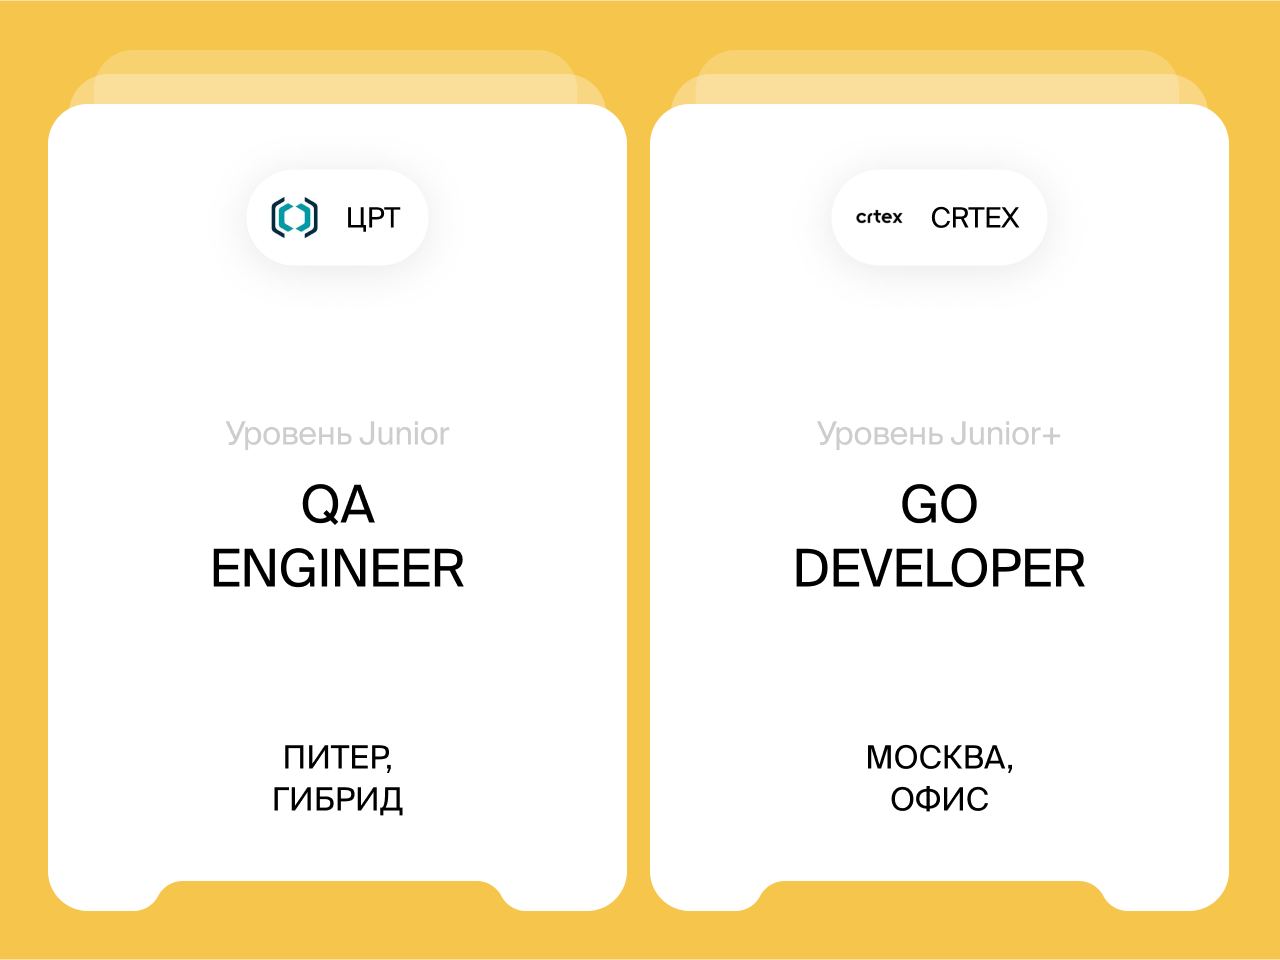 ЦРТ
Уровень Junior
QA
ENGINEER
ПИТЕР,
ГИБРИД
crtex CRTEX
Уровень Junior+
GO
DEVELOPER
МОСКВА,
ОФИС